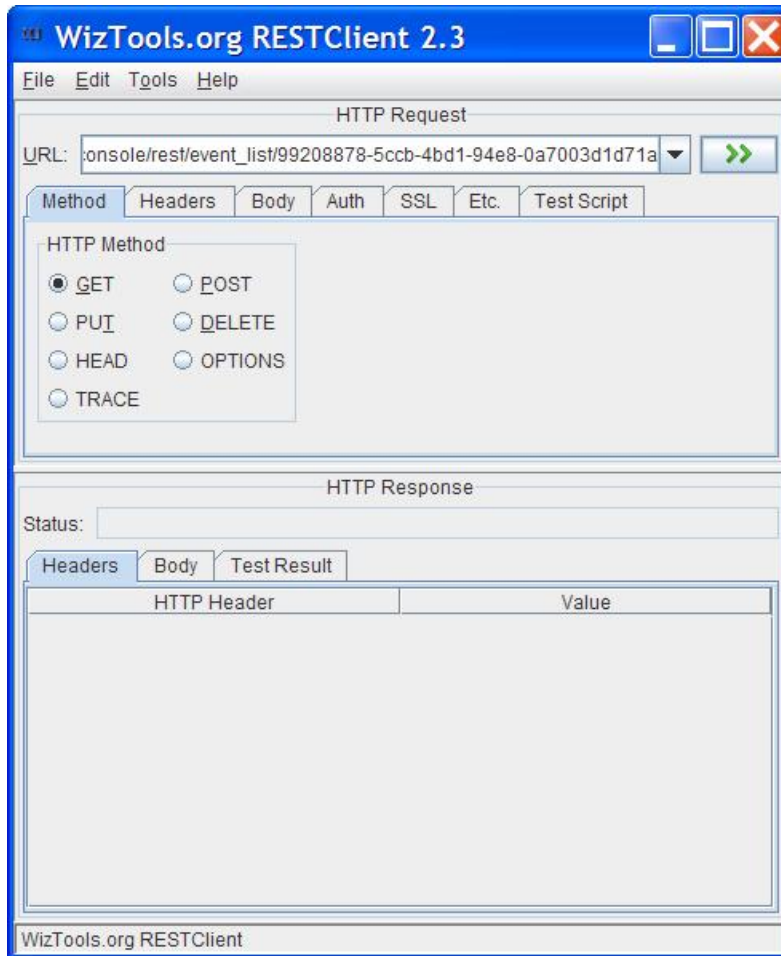 WizTools.org RESTClient 2.3
File Edit Tools Help
HTTP Request
URL: :onsole/rest/event_list/99208878-5ccb-4bd1-94e8-0a7003d1d71a >>
Method Headers Body Auth SSL Etc. Test Script
HTTP Method
GET POST
PUT DELETE
HEAD OPTIONS
TRACE
HTTP Response
Status:
Headers Body Test Result
HTTP Header Value
WizTools.org RESTClient